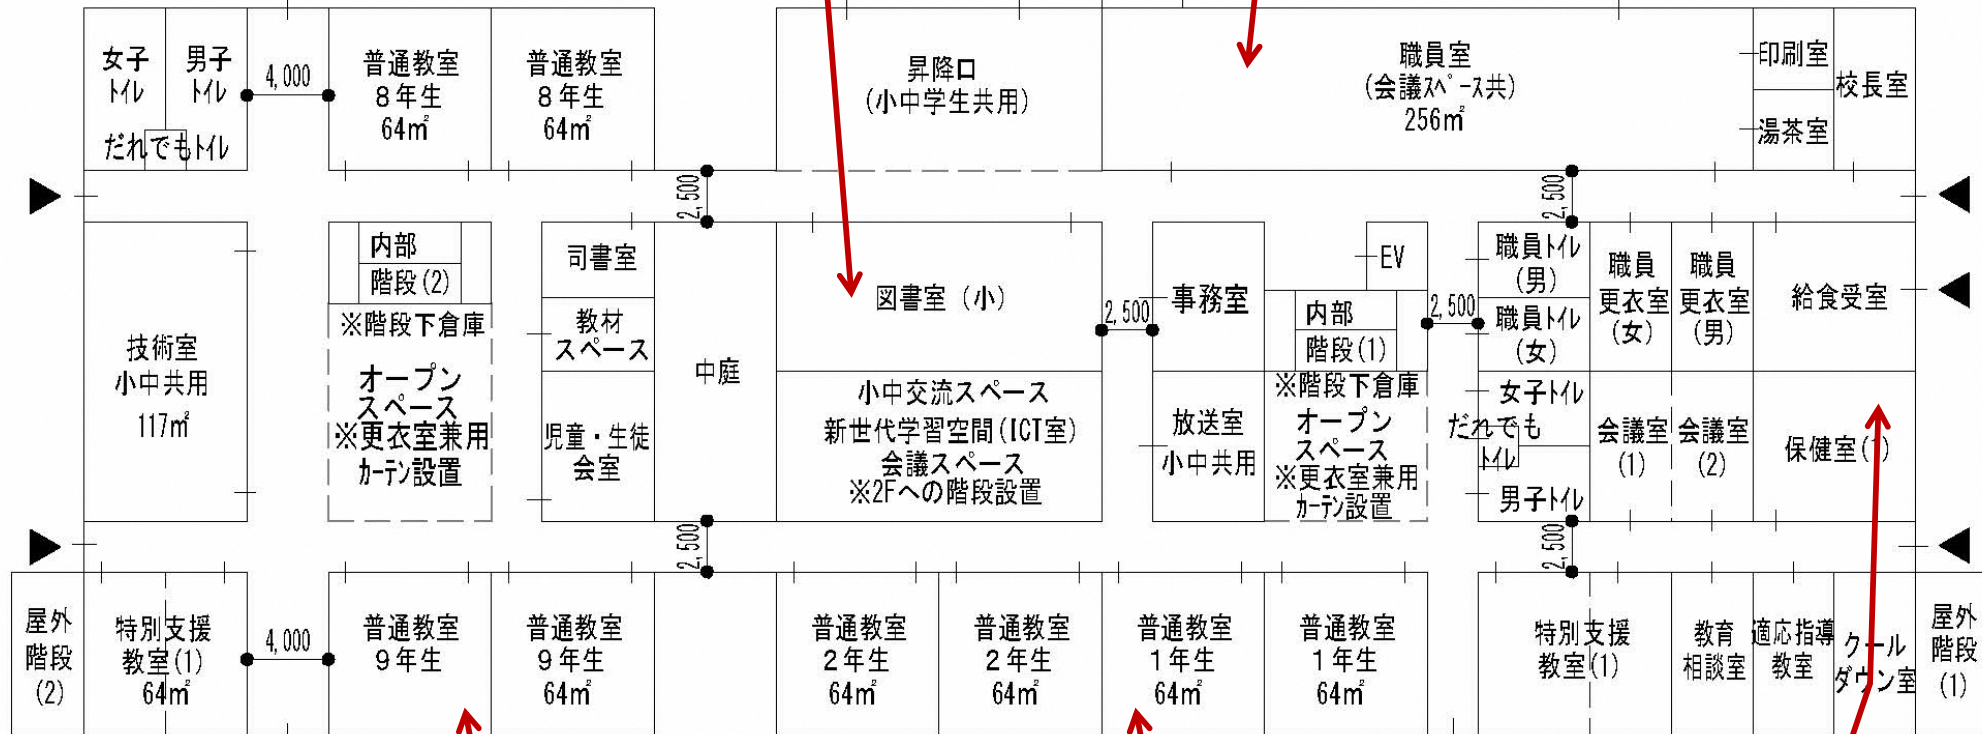 女子
トイレ
男子
トイレ
だれでもトイレ
4,000
普通教室
８年生
64㎡
普通教室
８年生
64㎡
昇降口
(小中学生共用)
職員室
(会議スペース共)
256㎡
印刷室
湯茶室
校長室
2,500
2,500
技術室
小中共用
117㎡
内部
階段(2)
※階段下倉庫
オープン
スペース
※更衣室兼用
カーテン設置
司書室
教材
スペース
児童・生徒
会室
中庭
図書室（小）
小中交流スペース
新世代学習空間(ICT室)
会議スペース
※2Fへの階段設置
2,500
事務室
放送室
小中共用
EV
内部
階段(1)
※階段下倉庫
オープン
スペース
※更衣室兼用
カーテン設置
2,500
職員トイレ
(男)
職員トイレ
(女)
女子トイレ
だれでも
トイレ
男子トイレ
職員
更衣室
(女)
職員
更衣室
(男)
会議室
(1)
会議室
(2)
給食受室
保健室(1)
2,500
2,500
屋外
階段
(2)
特別支援
教室(1)
64㎡
4,000
普通教室
９年生
普通教室
９年生
64㎡
普通教室
２年生
64㎡
普通教室
２年生
64㎡
普通教室
１年生
64㎡
普通教室
１年生
64㎡
特別支援
教室(1)
教育
相談室
適応指導
教室
クール
ダウン室
屋外
階段
(1)